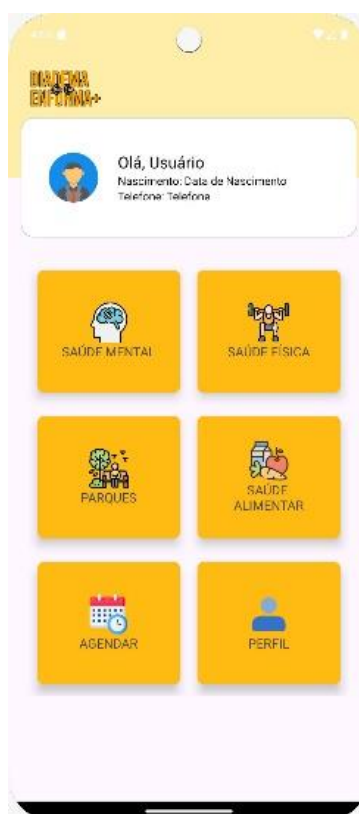 DIADEMA
ENFORMA+
Olá, Usuário
Nascimento: Data de Nascimento
Telefone: Telefone
SAÚDE MENTAL
SAÚDE FÍSICA
PARQUES
SAÚDE
ALIMENTAR
AGENDAR
PERFIL